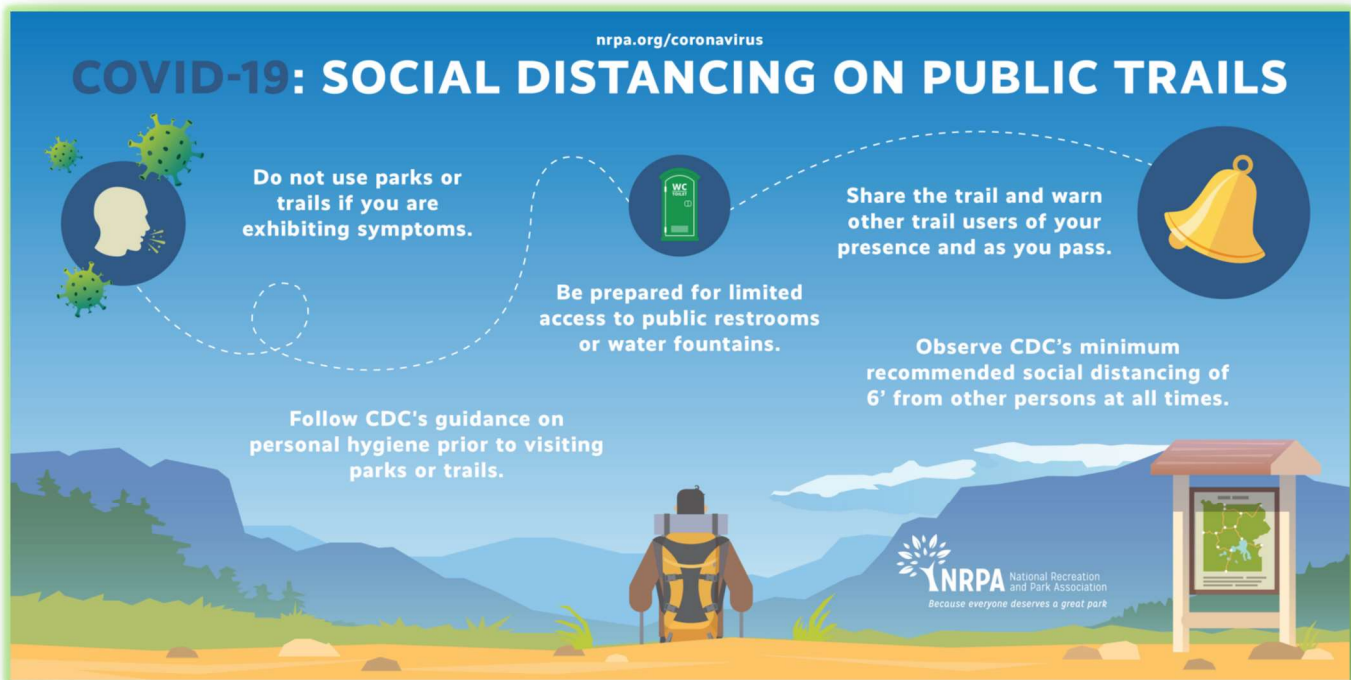 nrpa.org/coronavirus
COVID-19: SOCIAL DISTANCING ON PUBLIC TRAILS
Do not use parks or
trails if you are
exhibiting symptoms.
Follow CDC's guidance on
personal hygiene prior to visiting
parks or trails.
WC
TOILET
Be prepared for limited
access to public restrooms
or water fountains.
Share the trail and warn
other trail users of your
presence and as you pass.
Observe CDC’s minimum
recommended social distancing of
6’ from other persons at all times.
NRPA National Recreation
and Park Association
Because everyone deserves a great park